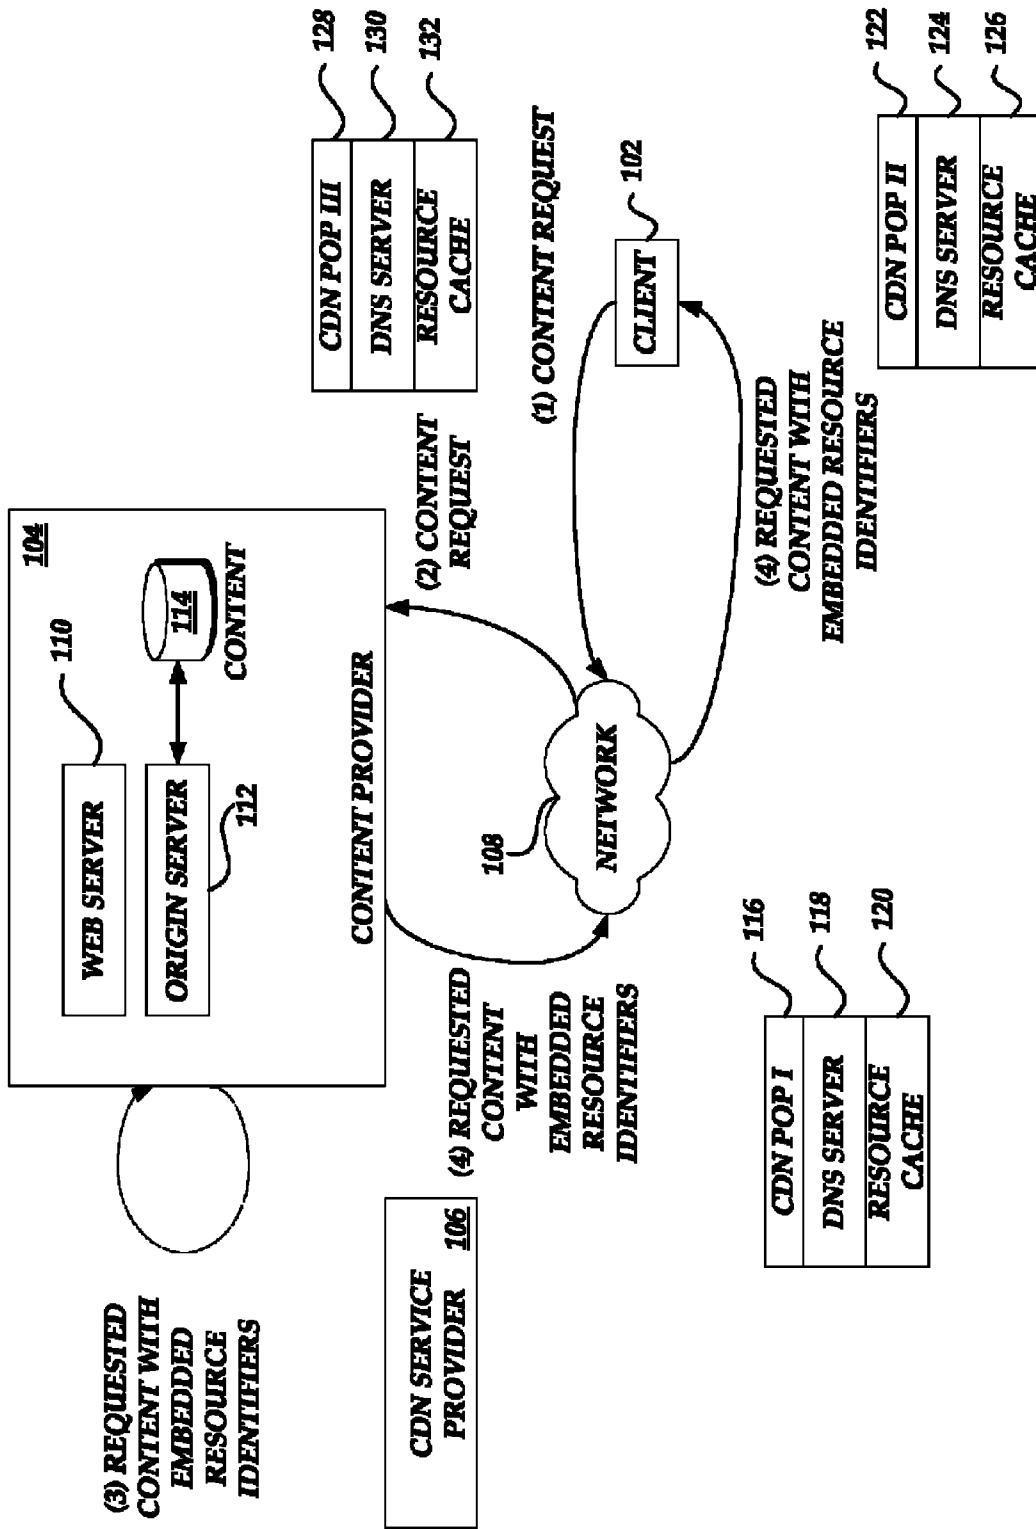 (3) REQUESTED
CONTENT WITH
EMBEDDED
RESOURCE
IDENTIFIERS
104
WEB SERVER
110
ORIGIN SERVER
112
114
CONTENT
CONTENT PROVIDER
CDN SERVICE
PROVIDER
106
(4) REQUESTED
CONTENT
WITH
EMBEDDED
RESOURCE
IDENTIFIERS
(2) CONTENT
REQUEST
CDN POP III
128
DNS SERVER
130
RESOURCE
CACHE
132
(1) CONTENT REQUEST
108
NETWORK
CLIENT
102
(4) REQUESTED
CONTENT WITH
EMBEDDED RESOURCE
IDENTIFIERS
CDN POP I
116
DNS SERVER
118
RESOURCE
CACHE
120
CDN POP II
122
DNS SERVER
124
RESOURCE
CACHE
126